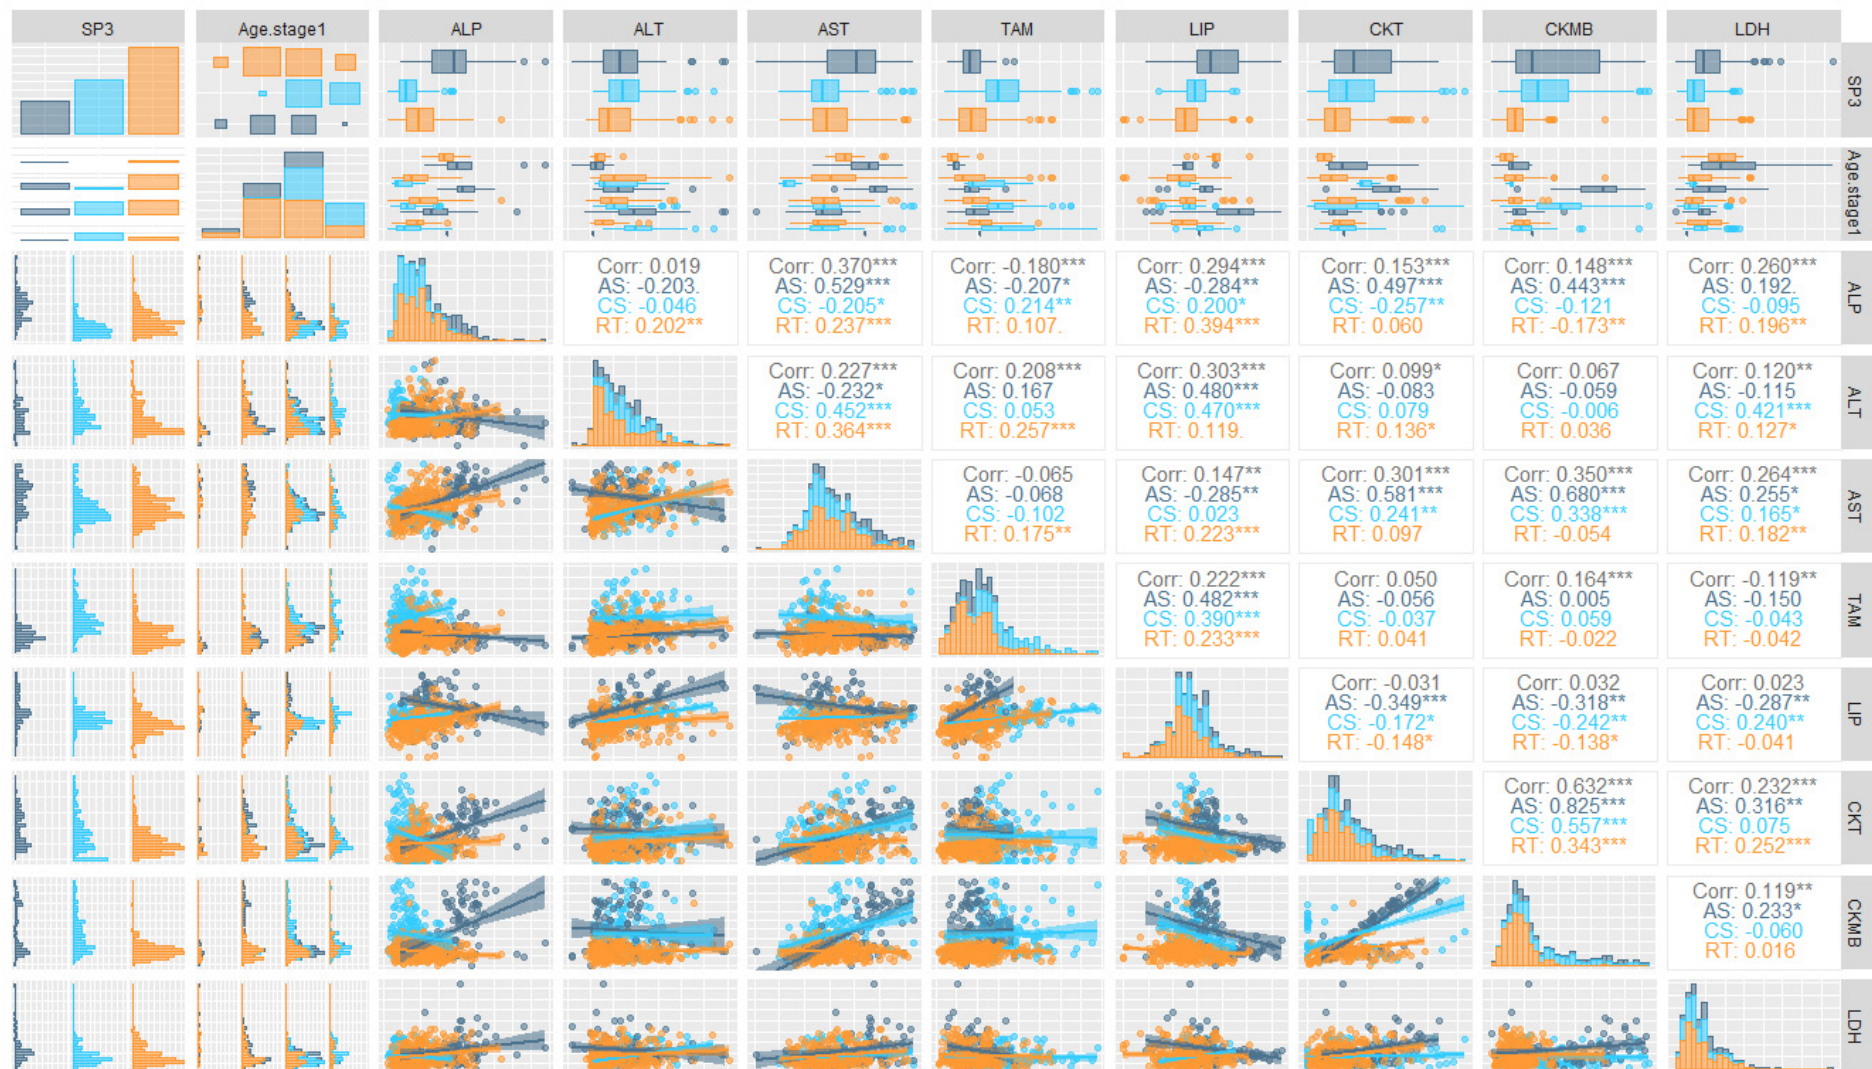 SP3
Age.stage1
ALP
ALT
AST
TAM
LIP
CKT
CKMB
LDH
SP3
Age.stage1
Corr: 0.019
AS: -0.203.
CS: -0.046
RT: 0.202**
Corr: 0.370***
AS: 0.529***
CS: -0.205*
RT: 0.237***
Corr: -0.180***
AS: -0.207*
CS: 0.214**
RT: 0.107.
Corr: 0.294***
AS: -0.284**
CS: 0.200*
RT: 0.394***
Corr: 0.153***
AS: 0.497***
CS: -0.257**
RT: 0.060
Corr: 0.148***
AS: 0.443***
CS: -0.121
RT: -0.173**
Corr: 0.260***
AS: 0.192.
CS: -0.095
RT: 0.196**
ALP
Corr: 0.227***
AS: -0.232*
CS: 0.452***
RT: 0.364***
Corr: 0.208***
AS: 0.167
CS: 0.053
RT: 0.257***
Corr: 0.303***
AS: 0.480***
CS: 0.470***
RT: 0.119.
Corr: 0.099*
AS: -0.083
CS: 0.079
RT: 0.136*
Corr: 0.067
AS: -0.059
CS: -0.006
RT: 0.036
Corr: 0.120**
AS: -0.115
CS: 0.421***
RT: 0.127*
ALT
Corr: -0.065
AS: -0.068
CS: -0.102
RT: 0.175**
Corr: 0.147**
AS: -0.285**
CS: 0.023
RT: 0.223***
Corr: 0.301***
AS: 0.581***
CS: 0.241**
RT: 0.097
Corr: 0.350***
AS: 0.680***
CS: 0.338***
RT: -0.054
Corr: 0.264***
AS: 0.255*
CS: 0.165*
RT: 0.182**
AST
Corr: 0.222***
AS: 0.482***
CS: 0.390***
RT: 0.233***
Corr: 0.050
AS: -0.056
CS: -0.037
RT: 0.041
Corr: 0.164***
AS: 0.005
CS: 0.059
RT: -0.022
Corr: -0.119**
AS: -0.150
CS: -0.043
RT: -0.042
TAM
Corr: -0.031
AS: -0.349***
CS: -0.172*
RT: -0.148*
Corr: 0.032
AS: -0.318**
CS: -0.242**
RT: -0.138*
Corr: 0.023
AS: -0.287**
CS: 0.240**
RT: -0.041
LIP
Corr: 0.632***
AS: 0.825***
CS: 0.557***
RT: 0.343***
Corr: 0.232***
AS: 0.316**
CS: 0.075
RT: 0.252***
CKT
Corr: 0.119**
AS: 0.233*
CS: -0.060
RT: 0.016
CKMB
LDH